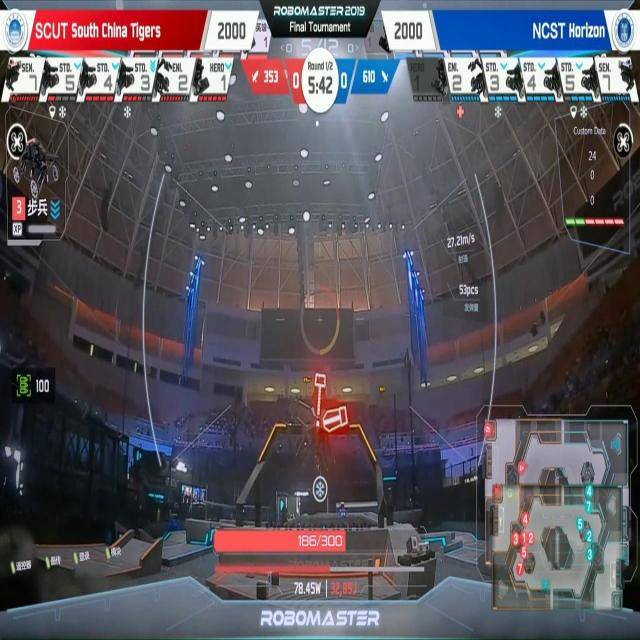 ROBOMASTER 2019
Final Tournament
SCUT South China Tigers
2000
2000
NCST Horizon
SEN. 7
STD. 5
STD. 4
STD. 3
ENI. 2
HERO 1
353
0
Round 1/2
5:42
0
610
ENI. 2
STD. 3
STD. 4
STD. 5
SEN. 7
Custom Data
24
0
0
3 步兵
XP
27.21m/s
53pcs
100
186/300
78.45W
ROBOMASTER